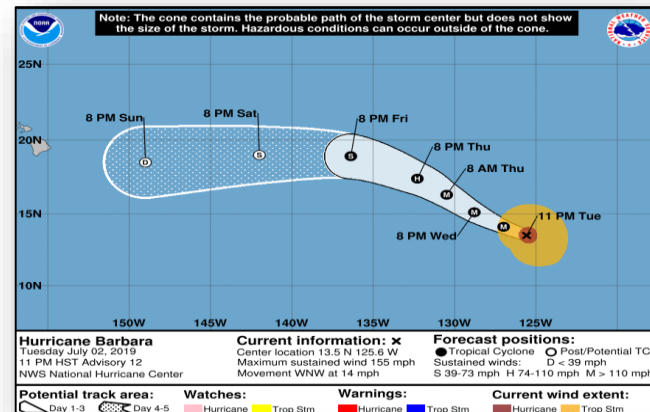 Note: The cone contains the probable path of the storm center but does not show
the size of the storm. Hazardous conditions can occur outside of the cone.
NOAA
25N
8 PM Sun
8 PM Sat
8 PM Fri
20N
8 PM Thu
8 AM Thu
D
S
S
H
M
15N
11 PM Tue
M
M
8 PM Wed
10N
150W
145W
140W
135W
130W
125W
Hurricane Barbara
Tuesday July 02, 2019
11 PM HST Advisory 12
NWS National Hurricane Center
Current information: ×
Center location 13.5 N 125.6 W
Maximum sustained wind 155 mph
Movement WNW at 14 mph
Forecast positions:
Tropical Cyclone Post/Potential TC
Sustained winds: D < 39 mph
S 39-73 mph H 74-110 mph M > 110 mph
Potential track area:
Day 1-3 Day 4-5
Watches:
Hurricane Trop Stm
Warnings:
Hurricane Trop Stm
Current wind extent:
Hurricane Trop Stm